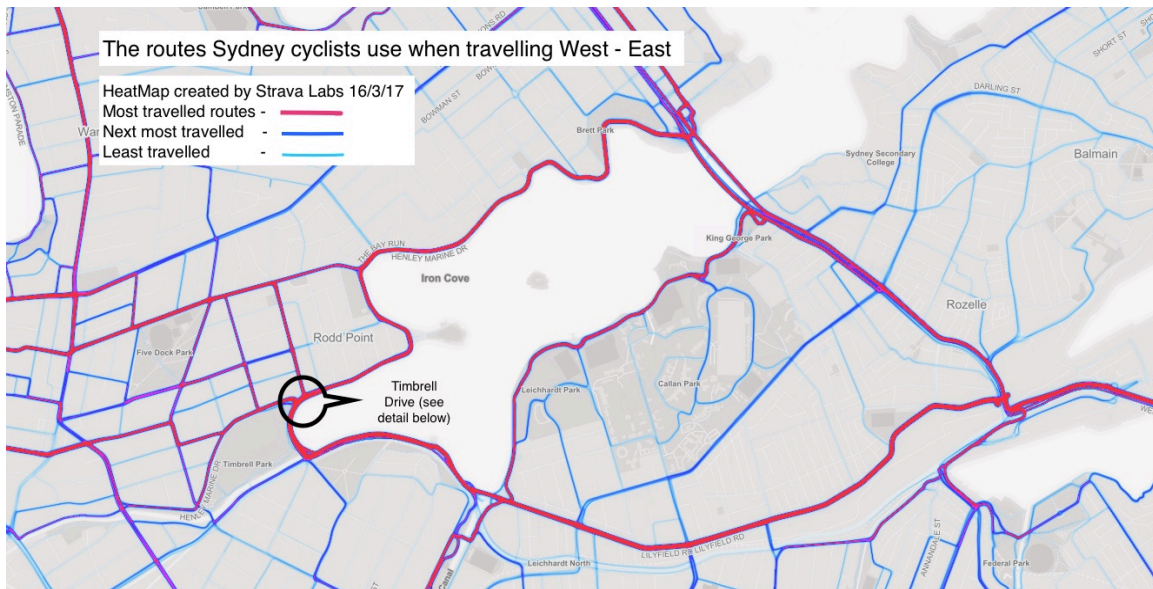 The routes Sydney cyclists use when travelling West - East
HeatMap created by Strava Labs 16/3/17
Most travelled routes -
Next most travelled -
Least travelled -
BOWMAN ST
Brett Park
SHORT ST
DARLING ST
Balmain
Sydney Secondary
College
King George Park
THE BAY RUN
HENLEY MARINE DR
Iron Cove
Rozelle
Rodd Point
Five Dock Park
Timbrell
Drive (see
detail below)
Leichhardt Park
Callan Park
Timbrell Park
HENLEY MARINE DR
LILYFIELD RD LILYFIELD RD
Leichhardt North
Canal
ANNANDALE ST
Federal Park